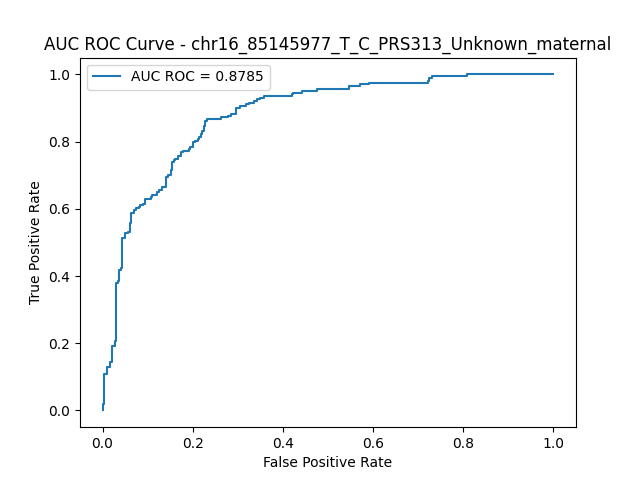 AUC ROC Curve - chr16_85145977_T_C_PRS313_Unknown_maternal
AUC ROC = 0.8785
1.0
0.8
0.6
0.4
0.2
0.0
True Positive Rate
0.0 0.2 0.4 0.6 0.8 1.0
False Positive Rate